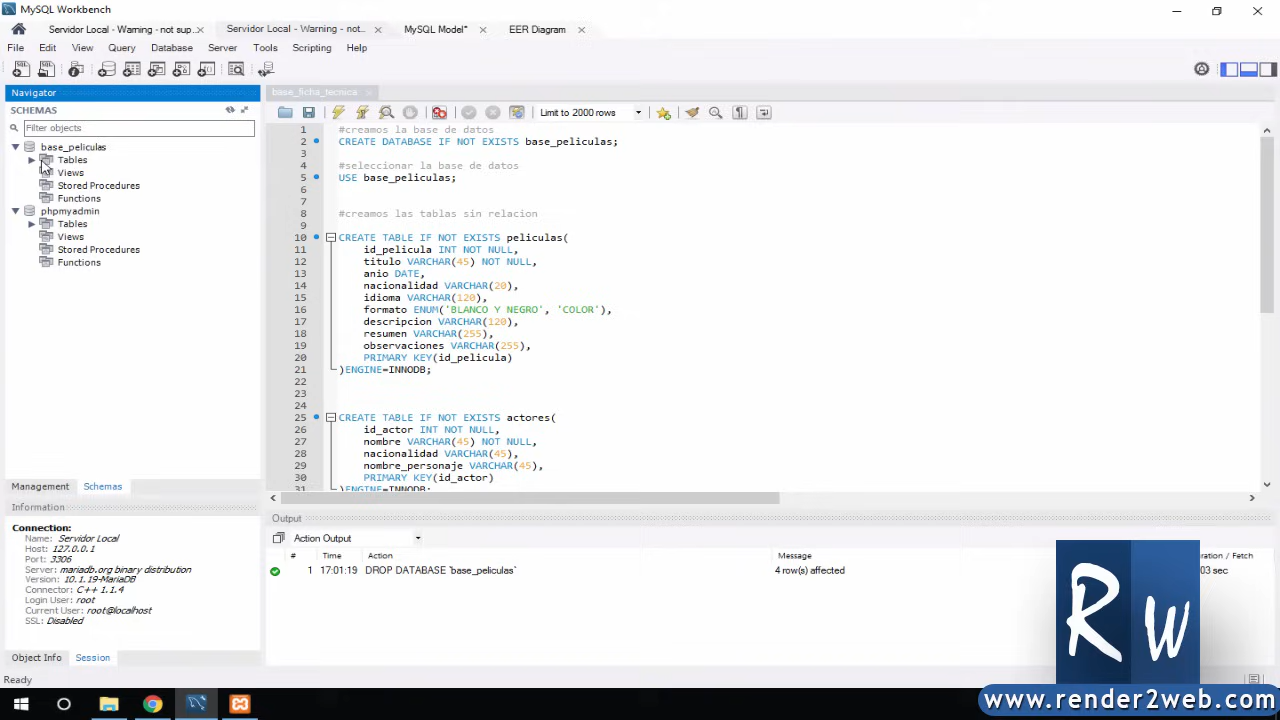 MySQL Workbench
Servidor Local - Warning - not sup...
Servidor Local - Warning - not...
MySQL Model*
EER Diagram
File Edit View Query Database Server Tools Scripting Help
Navigator
SCHEMAS
Filter objects
base_peliculas
Tables
Views
Stored Procedures
Functions
phpmyadmin
Tables
Views
Stored Procedures
Functions
Management Schemas
Information
Connection:
Name: Servidor Local
Host: 127.0.0.1
Port: 3306
Server: mariadb.org binary distribution
Version: 10.1.19-MariaDB
Connector: C++ 1.1.4
Login User: root
Current User: root@localhost
SSL: Disabled
Object Info Session
Ready
base_ficha_tecnica
Limit to 2000 rows
1 #creamos la base de datos
2 CREATE DATABASE IF NOT EXISTS base_peliculas;
3
4 #seleccionar la base de datos
5 USE base_peliculas;
6
7
8 #creamos las tablas sin relacion
9
10 CREATE TABLE IF NOT EXISTS peliculas(
11 id_pelicula INT NOT NULL,
12 titulo VARCHAR(45) NOT NULL,
13 anio DATE,
14 nacionalidad VARCHAR(20),
15 idioma VARCHAR(120),
16 formato ENUM('BLANCO Y NEGRO', 'COLOR'),
17 descripcion VARCHAR(120),
18 resumen VARCHAR(255),
19 observaciones VARCHAR(255),
20 PRIMARY KEY(id_pelicula)
21 )ENGINE=INNODB;
22
23
24
25 CREATE TABLE IF NOT EXISTS actores(
26 id_actor INT NOT NULL,
27 nombre VARCHAR(45) NOT NULL,
28 nacionalidad VARCHAR(45),
29 nombre_personaje VARCHAR(45),
30 PRIMARY KEY(id_actor)
31 )ENGINE=INNODB;
Output
Action Output
# Time Action Message ration / Fetch
1 17:01:19 DROP DATABASE `base_peliculas` 4 row(s) affected 03 sec
RW
www.render2web.com